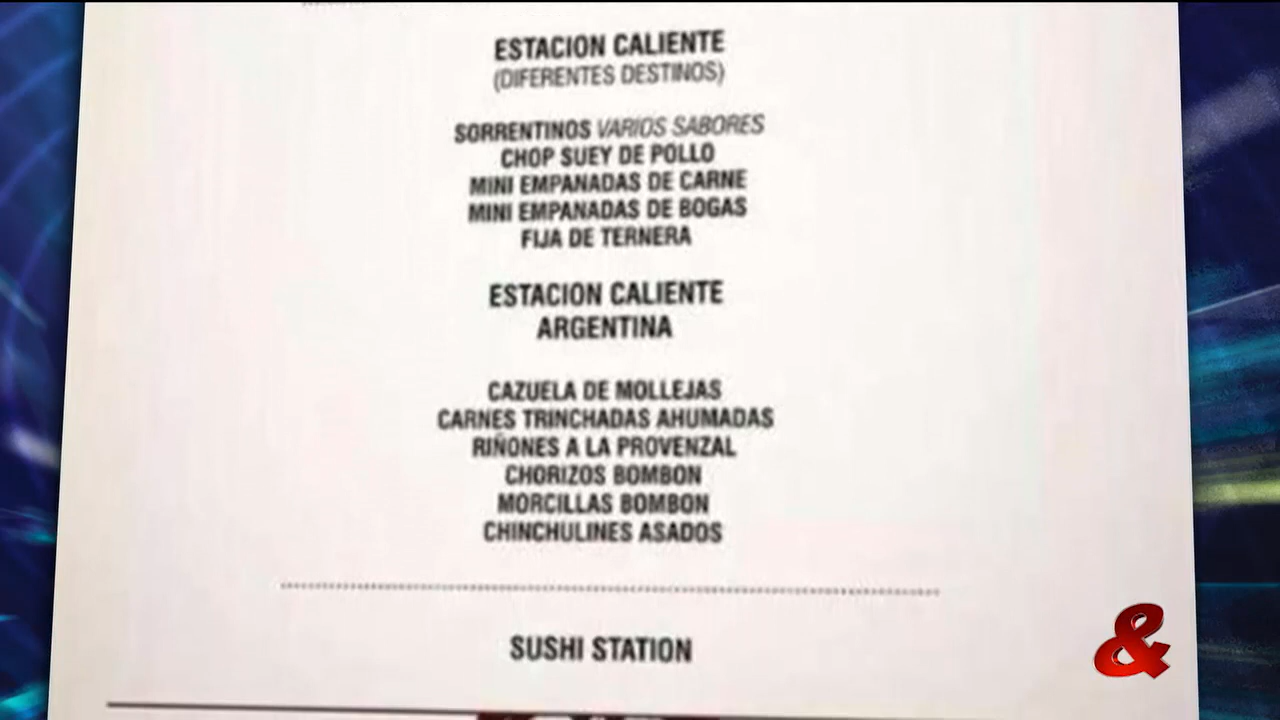 ESTACION CALIENTE
(DIFERENTES DESTINOS)
SORRENTINOS VARIOS SABORES
CHOP SUEY DE POLLO
MINI EMPANADAS DE CARNE
MINI EMPANADAS DE BOGAS
FIJA DE TERNERA
ESTACION CALIENTE
ARGENTINA
CAZUELA DE MOLLEJAS
CARNES TRINCHADAS AHUMADAS
RIÑONES A LA PROVENZAL
CHORIZOS BOMBON
MORCILLAS BOMBON
CHINCHULINES ASADOS
SUSHI STATION
&